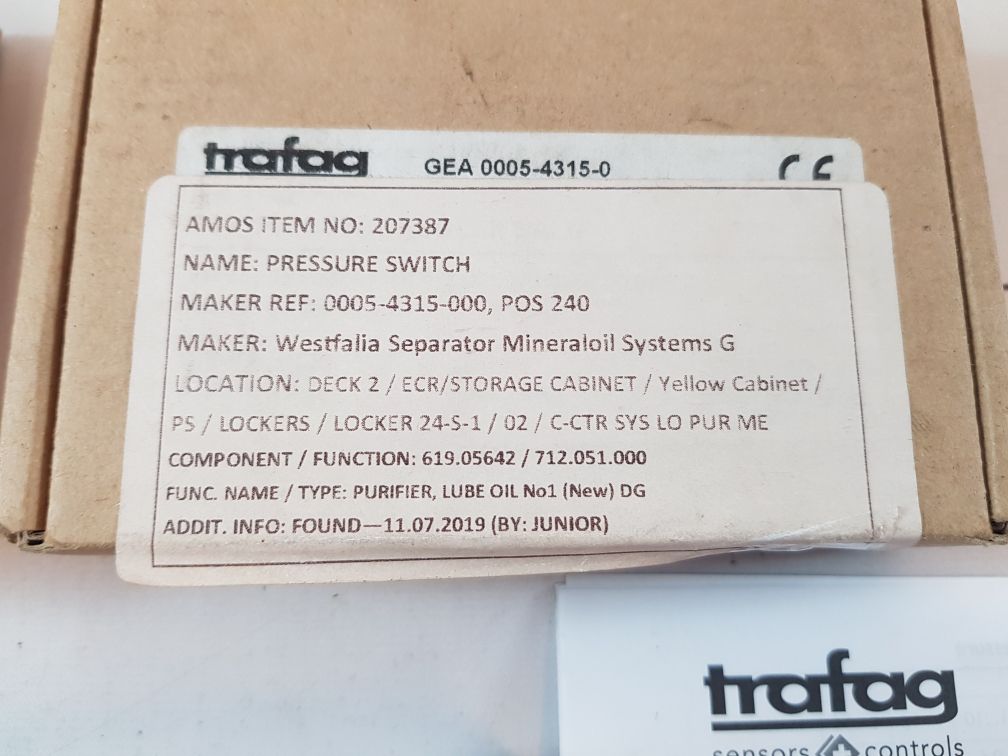 trafag GEA 0005-4315-0 CE
AMOS ITEM NO: 207387
NAME: PRESSURE SWITCH
MAKER REF: 0005-4315-000, POS 240
MAKER: Westfalia Separator Mineraloil Systems G
LOCATION: DECK 2 / ECR/STORAGE CABINET / Yellow Cabinet /
PS / LOCKERS / LOCKER 24-S-1 / 02 / C-CTR SYS LO PUR ME
COMPONENT / FUNCTION: 619.05642 / 712.051.000
FUNC. NAME / TYPE: PURIFIER, LUBE OIL No1 (New) DG
ADDIT. INFO: FOUND—11.07.2019 (BY: JUNIOR)
trafag
sensors controls